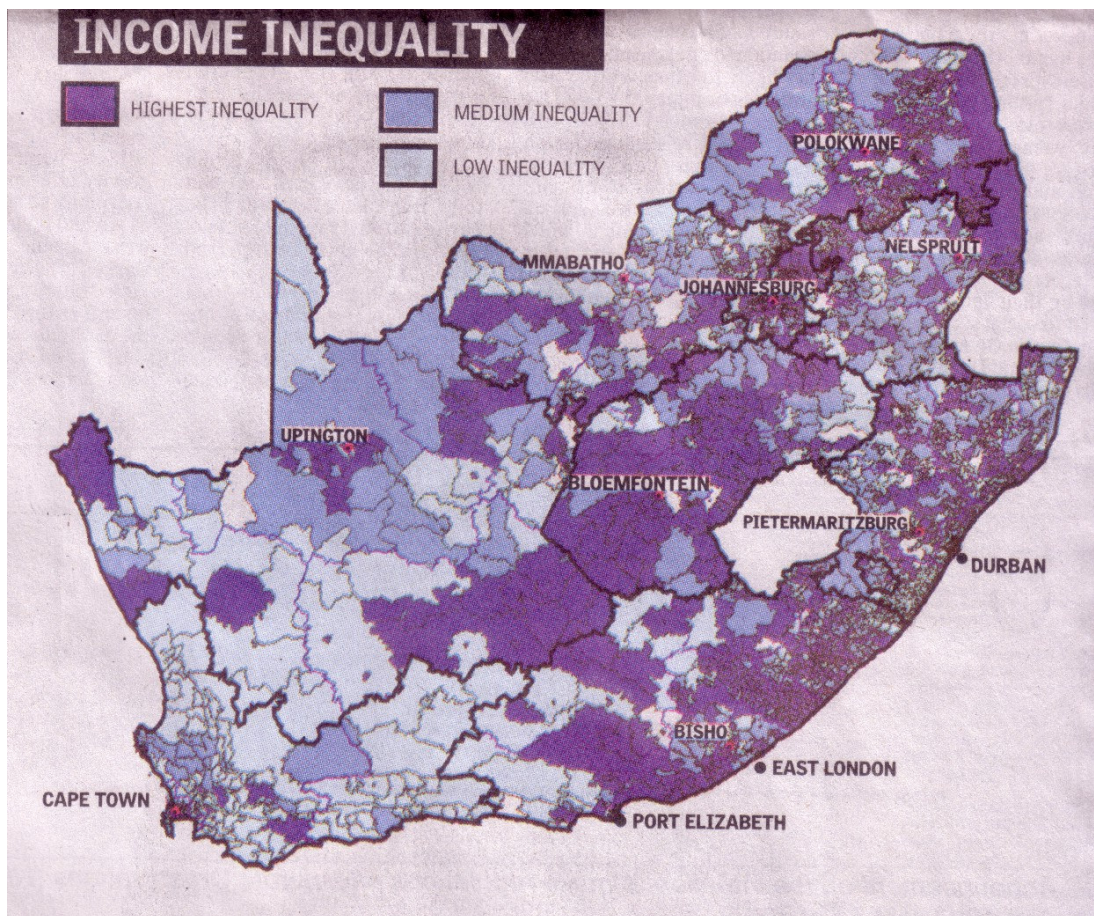 INCOME INEQUALITY
HIGHEST INEQUALITY
MEDIUM INEQUALITY
LOW INEQUALITY
POLOKWANE
NELSPRUIT
MMABATHO
JOHANNESBURG
UPINGTON
BLOEMFONTEIN
PIETERMARITZBURG
DURBAN
BISHO
EAST LONDON
CAPE TOWN
PORT ELIZABETH